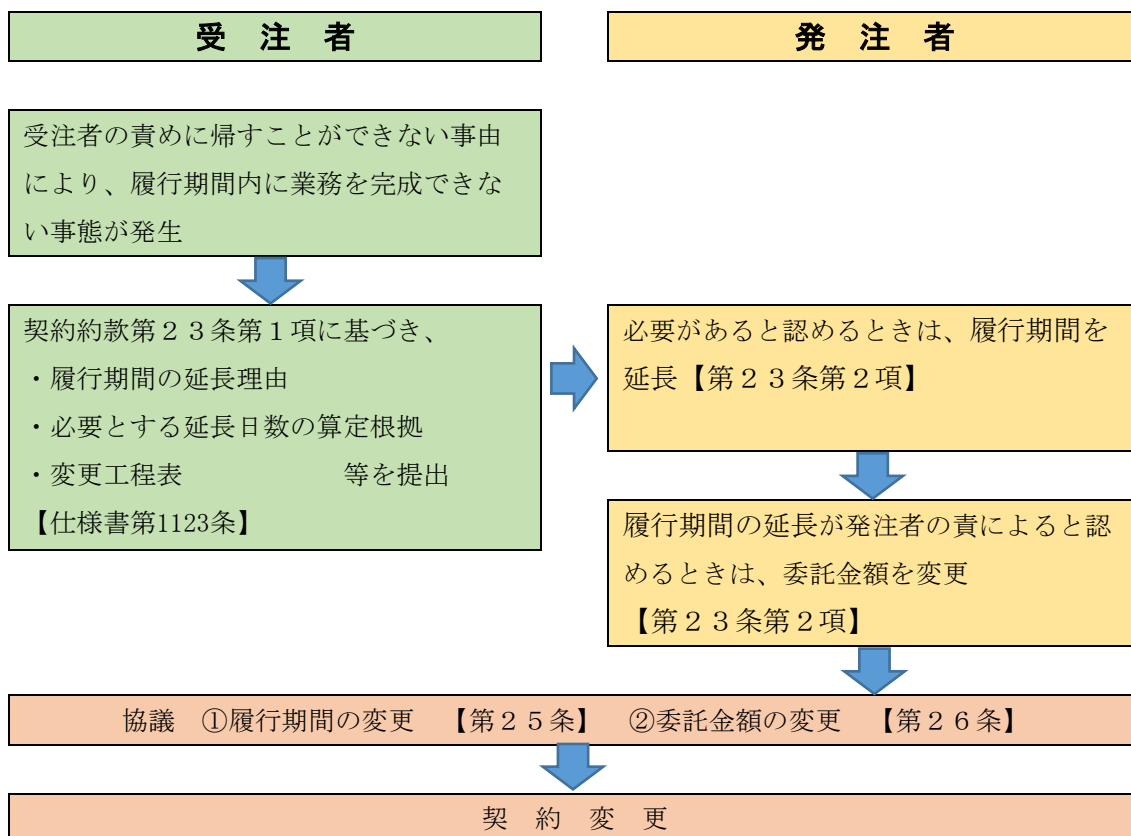 受　注　者
発　注　者
受注者の責めに帰すことができない事由
により、履行期間内に業務を完成できな
い事態が発生
契約約款第２３条第１項に基づき、
・履行期間の延長理由
・必要とする延長日数の算定根拠
・変更工程表　　　　　　等を提出
【仕様書第1123条】
必要があると認めるときは、履行期間を
延長【第２３条第２項】
履行期間の延長が発注者の責によると認
めるときは、委託金額を変更
【第２３条第２項】
協議　①履行期間の変更　【第２５条】　②委託金額の変更　【第２６条】
契　約　変　更